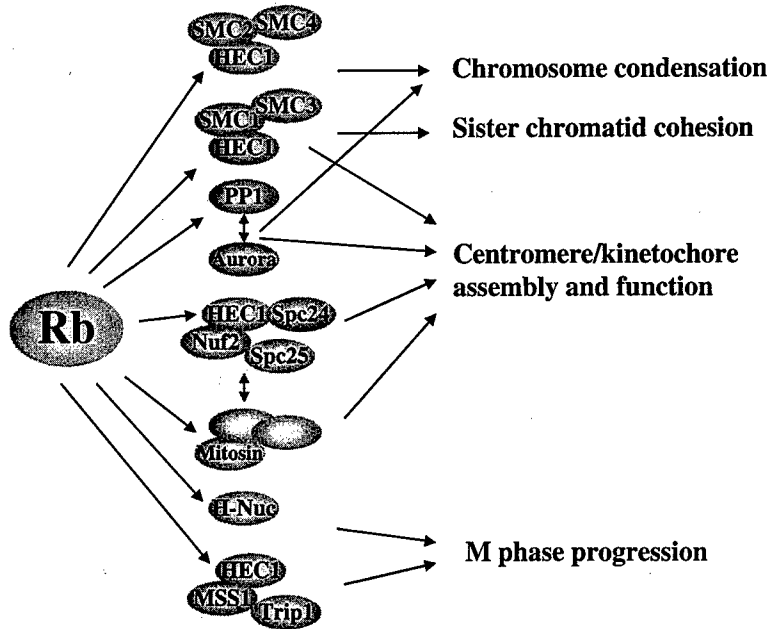 SMC2 SMC4
HEC1
Chromosome condensation
SMC1 SMC3
HEC1
Sister chromatid cohesion
PP1
Aurora
Centromere/kinetochore
assembly and function
Rb
HEC1 Spc24
Nuf2 Spc25
Mitosin
H-Nuc
M phase progression
HEC1
MSS1 Trip1